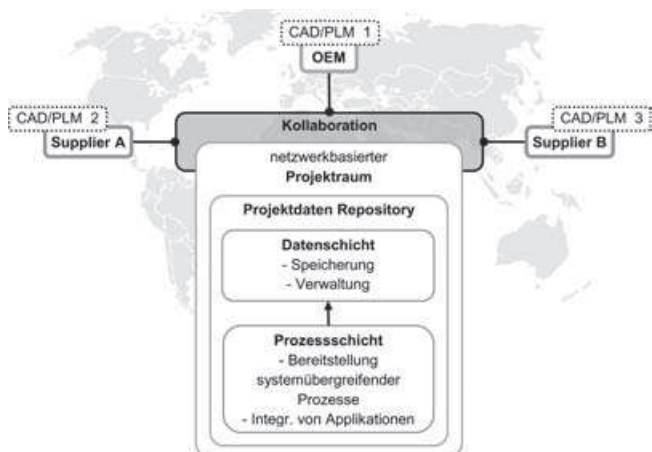 CAD/PLM 1
OEM
CAD/PLM 2
Supplier A
Kollaboration
CAD/PLM 3
Supplier B
netzwerkbasierter
Projektraum
Projektdaten Repository
Datenschicht
- Speicherung
- Verwaltung
Prozessschicht
- Bereitstellung
systemübergreifender
Prozesse
- Integr. von Applikationen